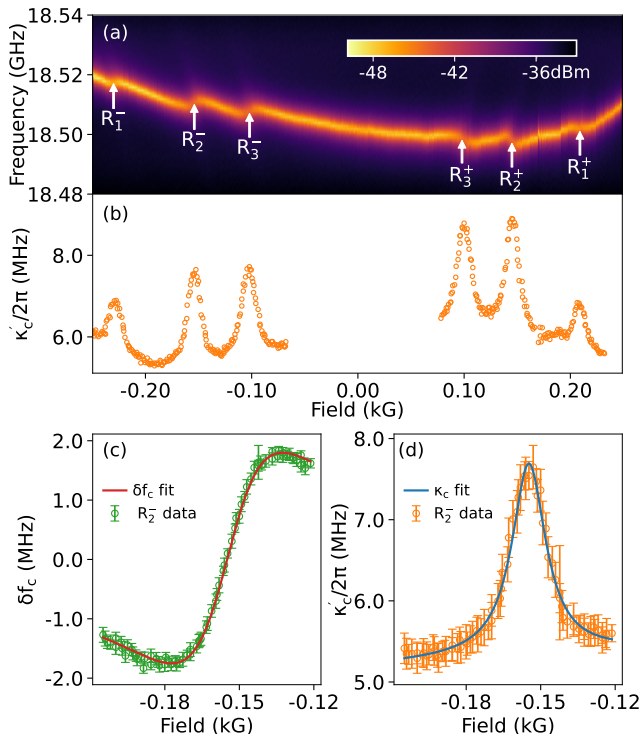 18.54
18.52
18.50
18.48
Frequency (GHz)
(a)
-48 -42 -36dBm
R₁⁻
R₂⁻
R₃⁻
R₃⁺
R₂⁺
R₁⁺
(b)
8.0
6.0
κ′c/2π (MHz)
-0.20 -0.10 0.00 0.10 0.20
Field (kG)
(c)
2.0
1.0
0.0
-1.0
-2.0
δfc (MHz)
δfc fit
R₂⁻ data
-0.18 -0.15 -0.12
Field (kG)
(d)
8.0
7.0
6.0
5.0
κ′c/2π (MHz)
κc fit
R₂⁻ data
-0.18 -0.15 -0.12
Field (kG)